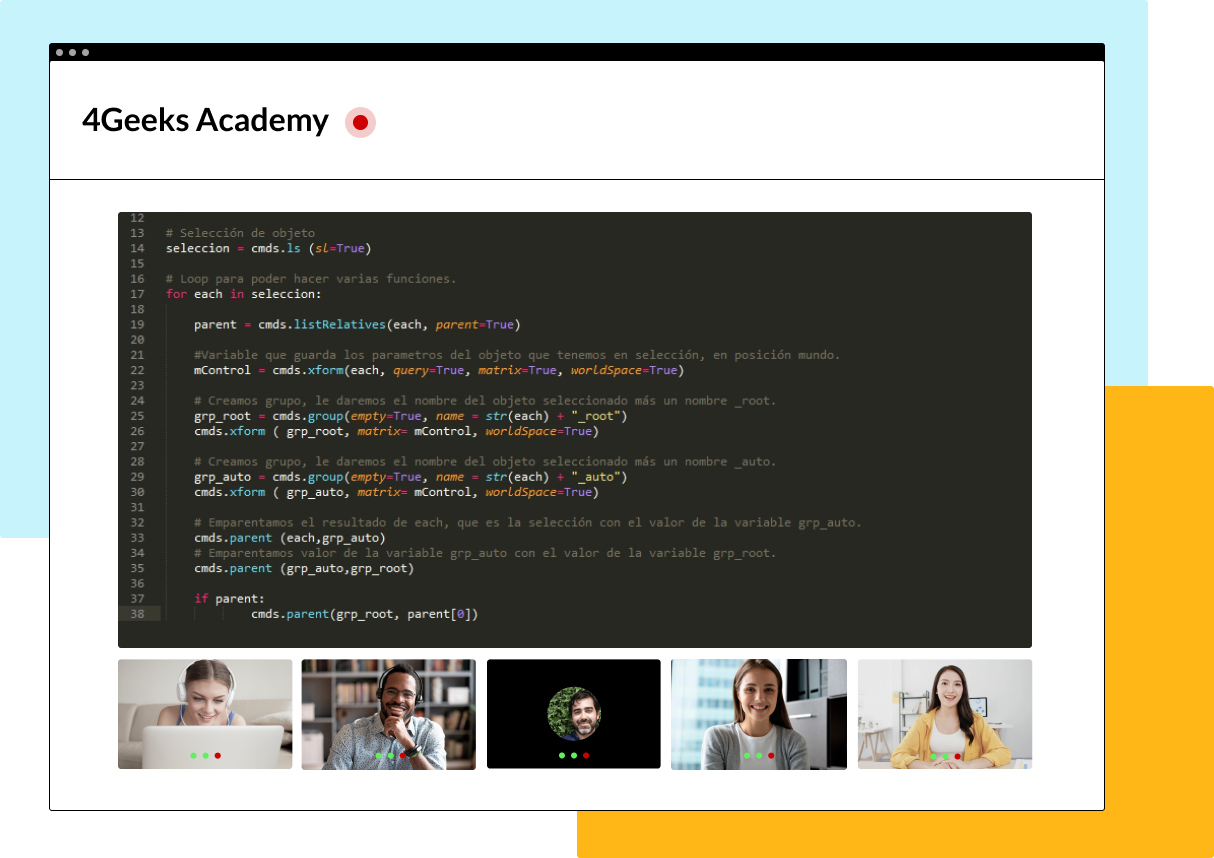 4Geeks Academy
12
13 # Selección de objeto
14 seleccion = cmds.ls (sl=True)
15
16 # Loop para poder hacer varias funciones.
17 for each in seleccion:
18
19 parent = cmds.listRelatives(each, parent=True)
20
21 #Variable que guarda los parametros del objeto que tenemos en selección, en posición mundo.
22 mControl = cmds.xform(each, query=True, matrix=True, worldSpace=True)
23
24 # Creamos grupo, le daremos el nombre del objeto seleccionado más un nombre _root.
25 grp_root = cmds.group(empty=True, name = str(each) + "_root")
26 cmds.xform ( grp_root, matrix= mControl, worldSpace=True)
27
28 # Creamos grupo, le daremos el nombre del objeto seleccionado más un nombre _auto.
29 grp_auto = cmds.group(empty=True, name = str(each) + "_auto")
30 cmds.xform ( grp_auto, matrix= mControl, worldSpace=True)
31
32 # Emparentamos el resultado de each, que es la selección con el valor de la variable grp_auto.
33 cmds.parent (each,grp_auto)
34 # Emparentamos valor de la variable grp_auto con el valor de la variable grp_root.
35 cmds.parent (grp_auto,grp_root)
36
37 if parent:
38 cmds.parent(grp_root, parent[0])